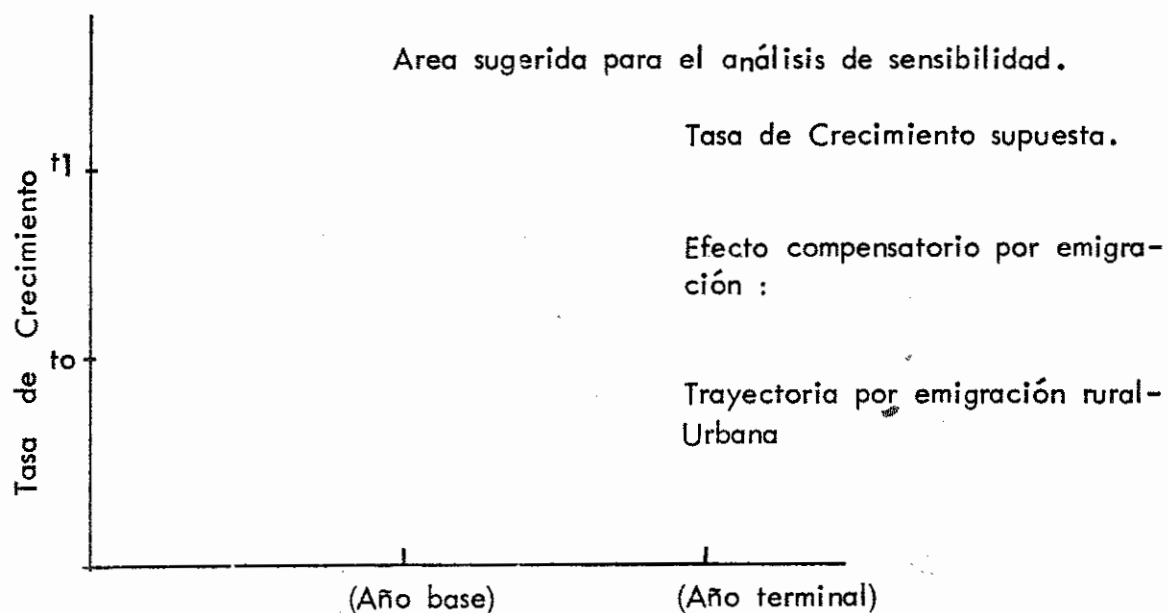 Area sugerida para el análisis de sensibilidad.
Tasa de Crecimiento supuesta.
Efecto compensatorio por emigra-
ción :
Trayectoria por emigración rural-
Urbana
Tasa de Crecimiento
t1
to
(Año base)
(Año terminal)